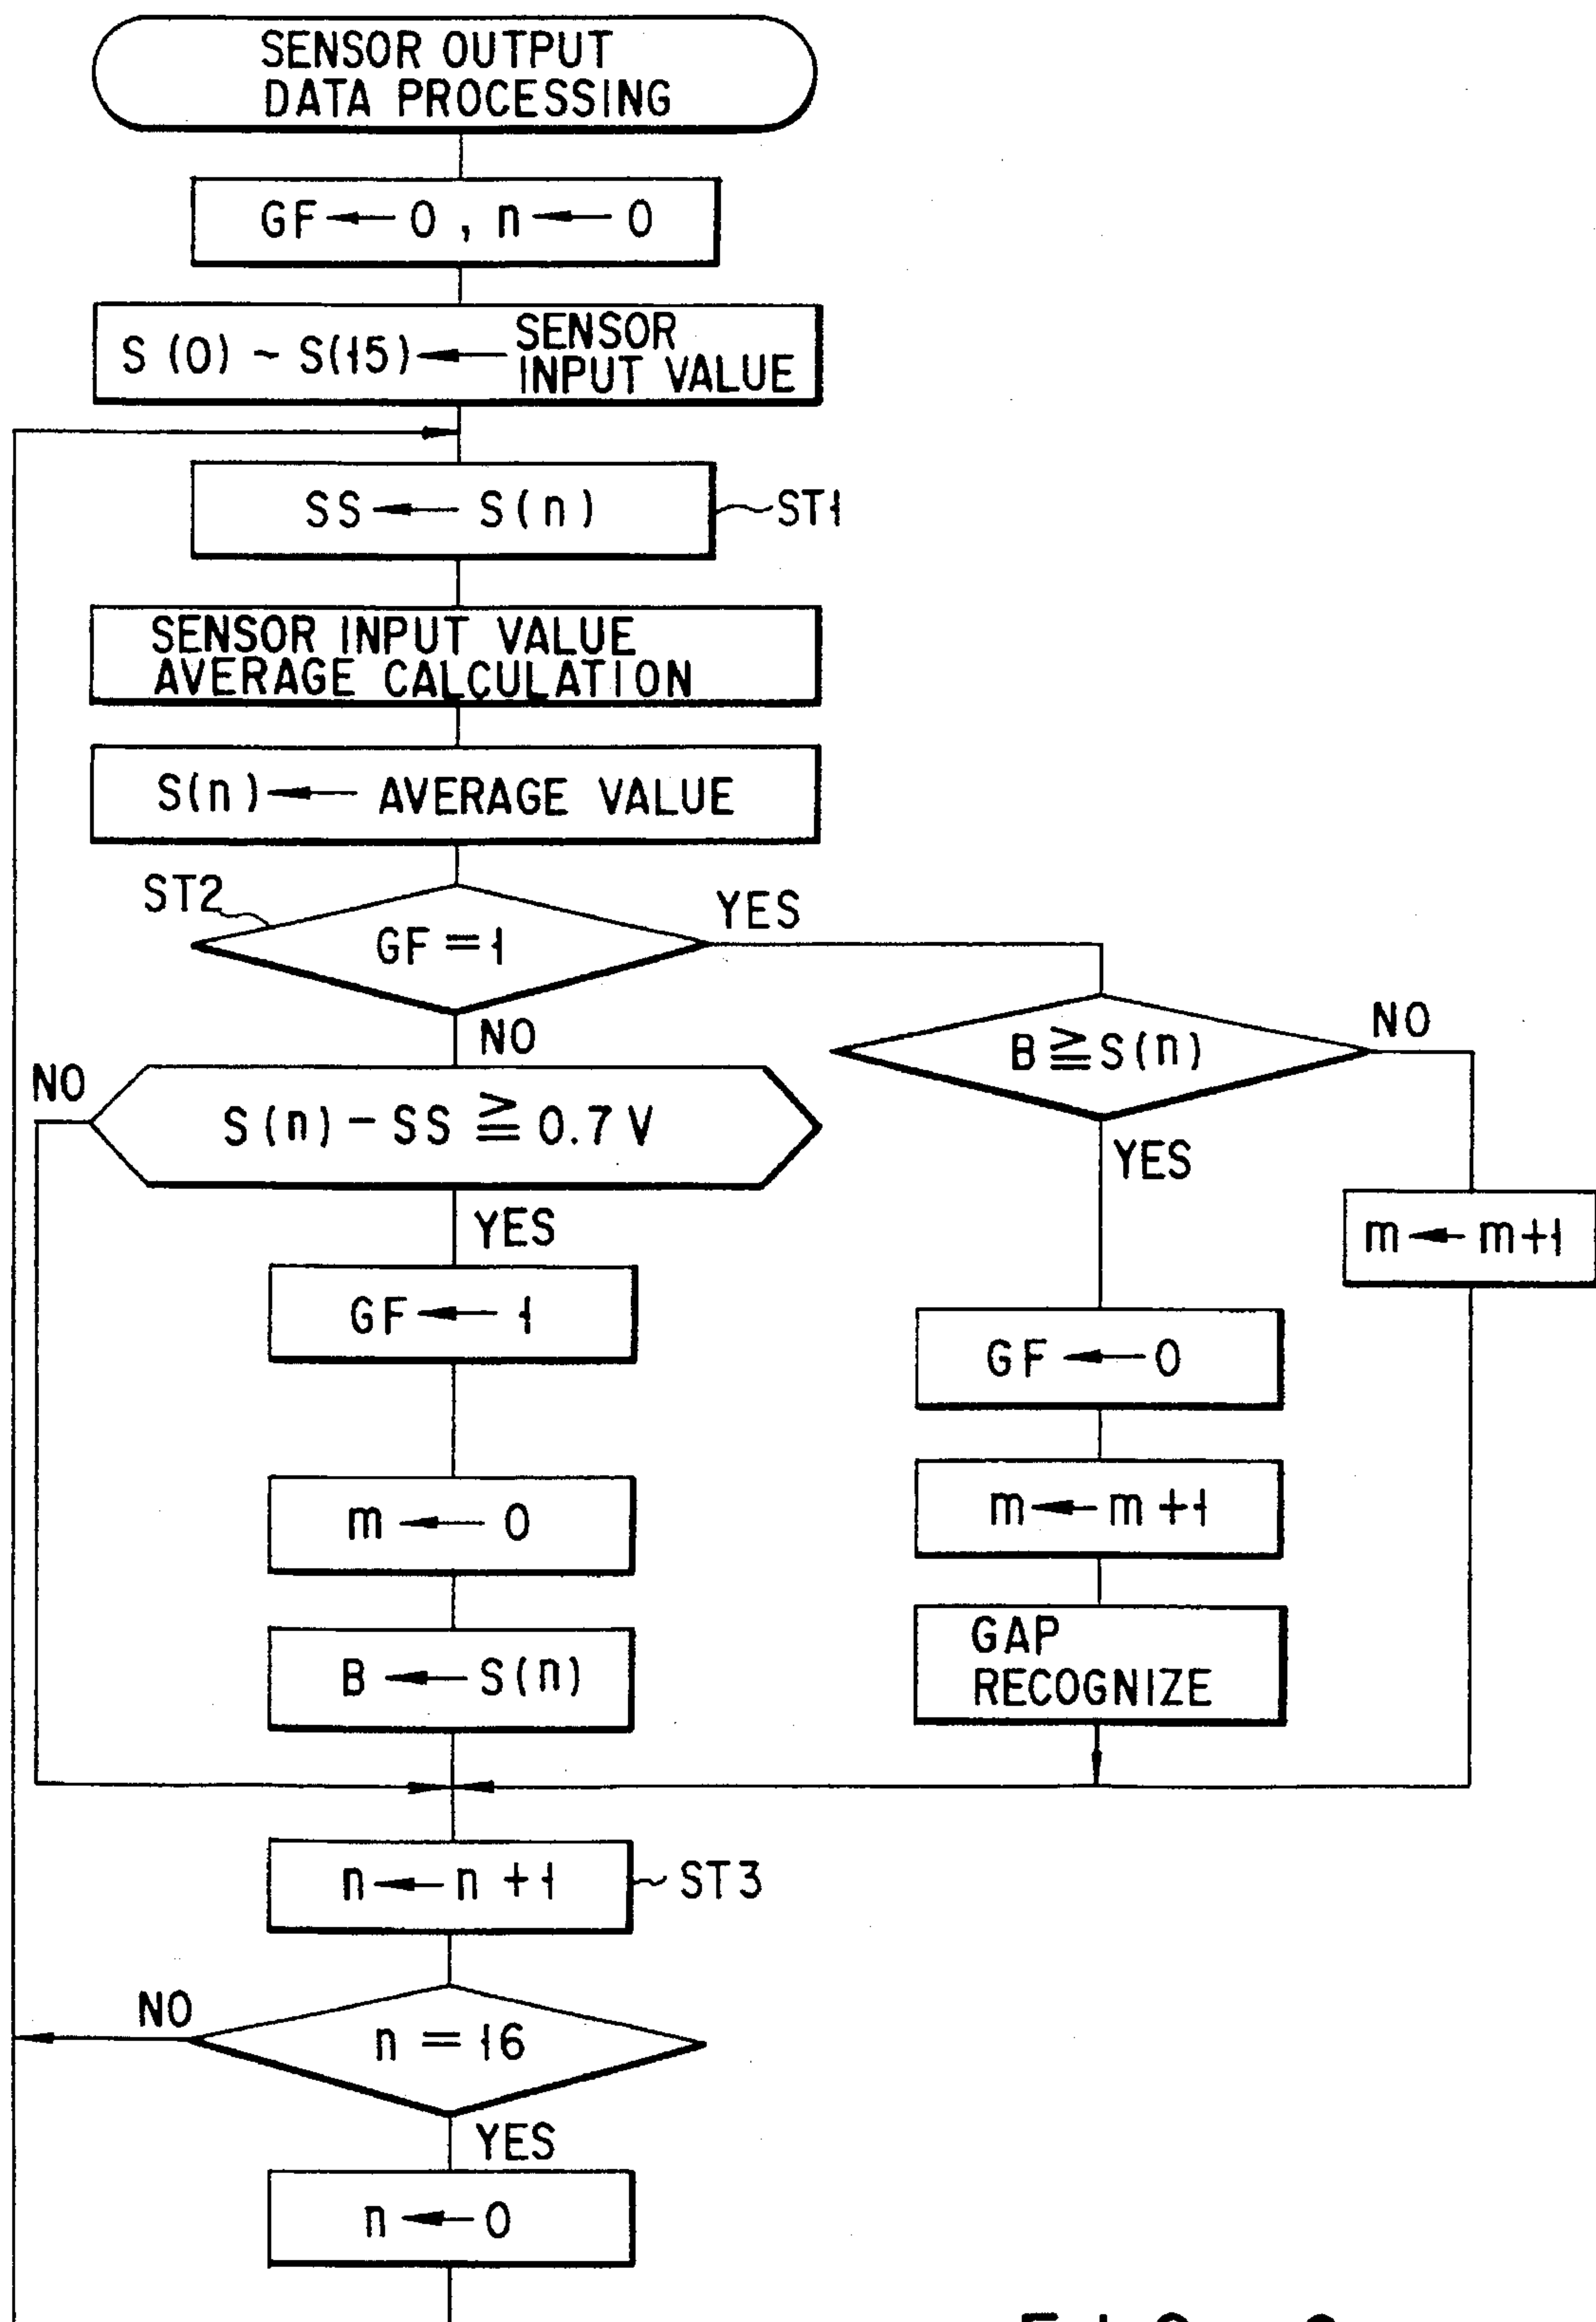 SENSOR OUTPUT
DATA PROCESSING
GF ← 0 , n ← 0
S (0) ~ S(15) ← SENSOR
INPUT VALUE
SS ← S(n)
ST1
SENSOR INPUT VALUE
AVERAGE CALCULATION
S(n) ← AVERAGE VALUE
ST2
GF = 1
YES
NO
B ≧ S(n)
NO
YES
NO
S(n) - SS ≧ 0.7 V
YES
m ← m+1
GF ← 1
GF ← 0
m ← 0
m ← m +1
B ← S(n)
GAP
RECOGNIZE
n ← n +1
ST3
NO
n = 16
YES
n ← 0